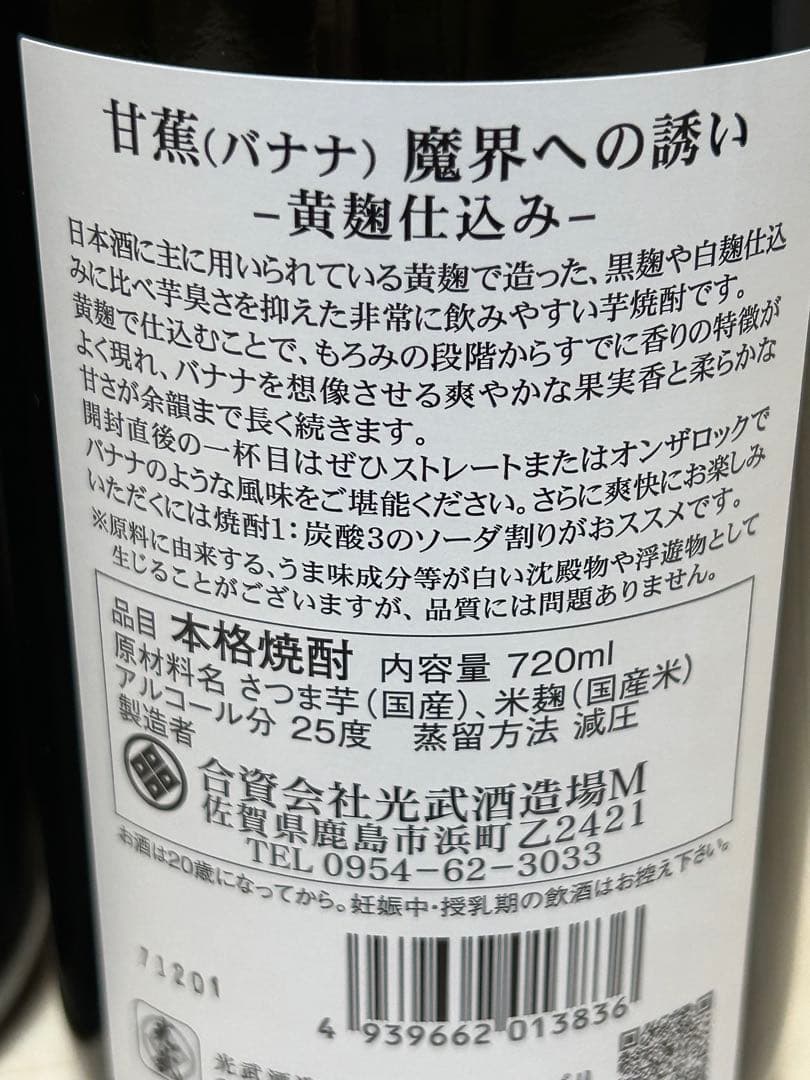 甘蕉(バナナ) 魔界への誘い
-黄麹仕込み-
日本酒に主に用いられている黄麹で造った、黒麹や白麹仕込
みに比べ芋臭さを抑えた非常に飲みやすい芋焼酎です。
黄麹で仕込むことで、もろみの段階からすでに香りの特徴が
よく現れ、バナナを想像させる爽やかな果実香と柔らかな
甘さが余韻まで長く続きます。
開封直後の一杯目はぜひストレートまたはオンザロックで
バナナのような風味をご堪能ください。さらに爽快にお楽しみ
いただくには焼酎1:炭酸3のソーダ割りがおススメです。
※原料に由来する、うま味成分等が白い沈殿物や浮遊物として
生じることがございますが、品質には問題ありません。
品目 本格焼酎 内容量 720ml
原材料名 さつま芋(国産)、米麹(国産米)
アルコール分 25度 蒸留方法 減圧
製造者
合資会社光武酒造場M
佐賀県鹿島市浜町乙2421
TEL 0954-62-3033
お酒は20歳になってから。妊娠中・授乳期の飲酒はお控え下さい。
71201
4 939662 013836
光武
光武酒造